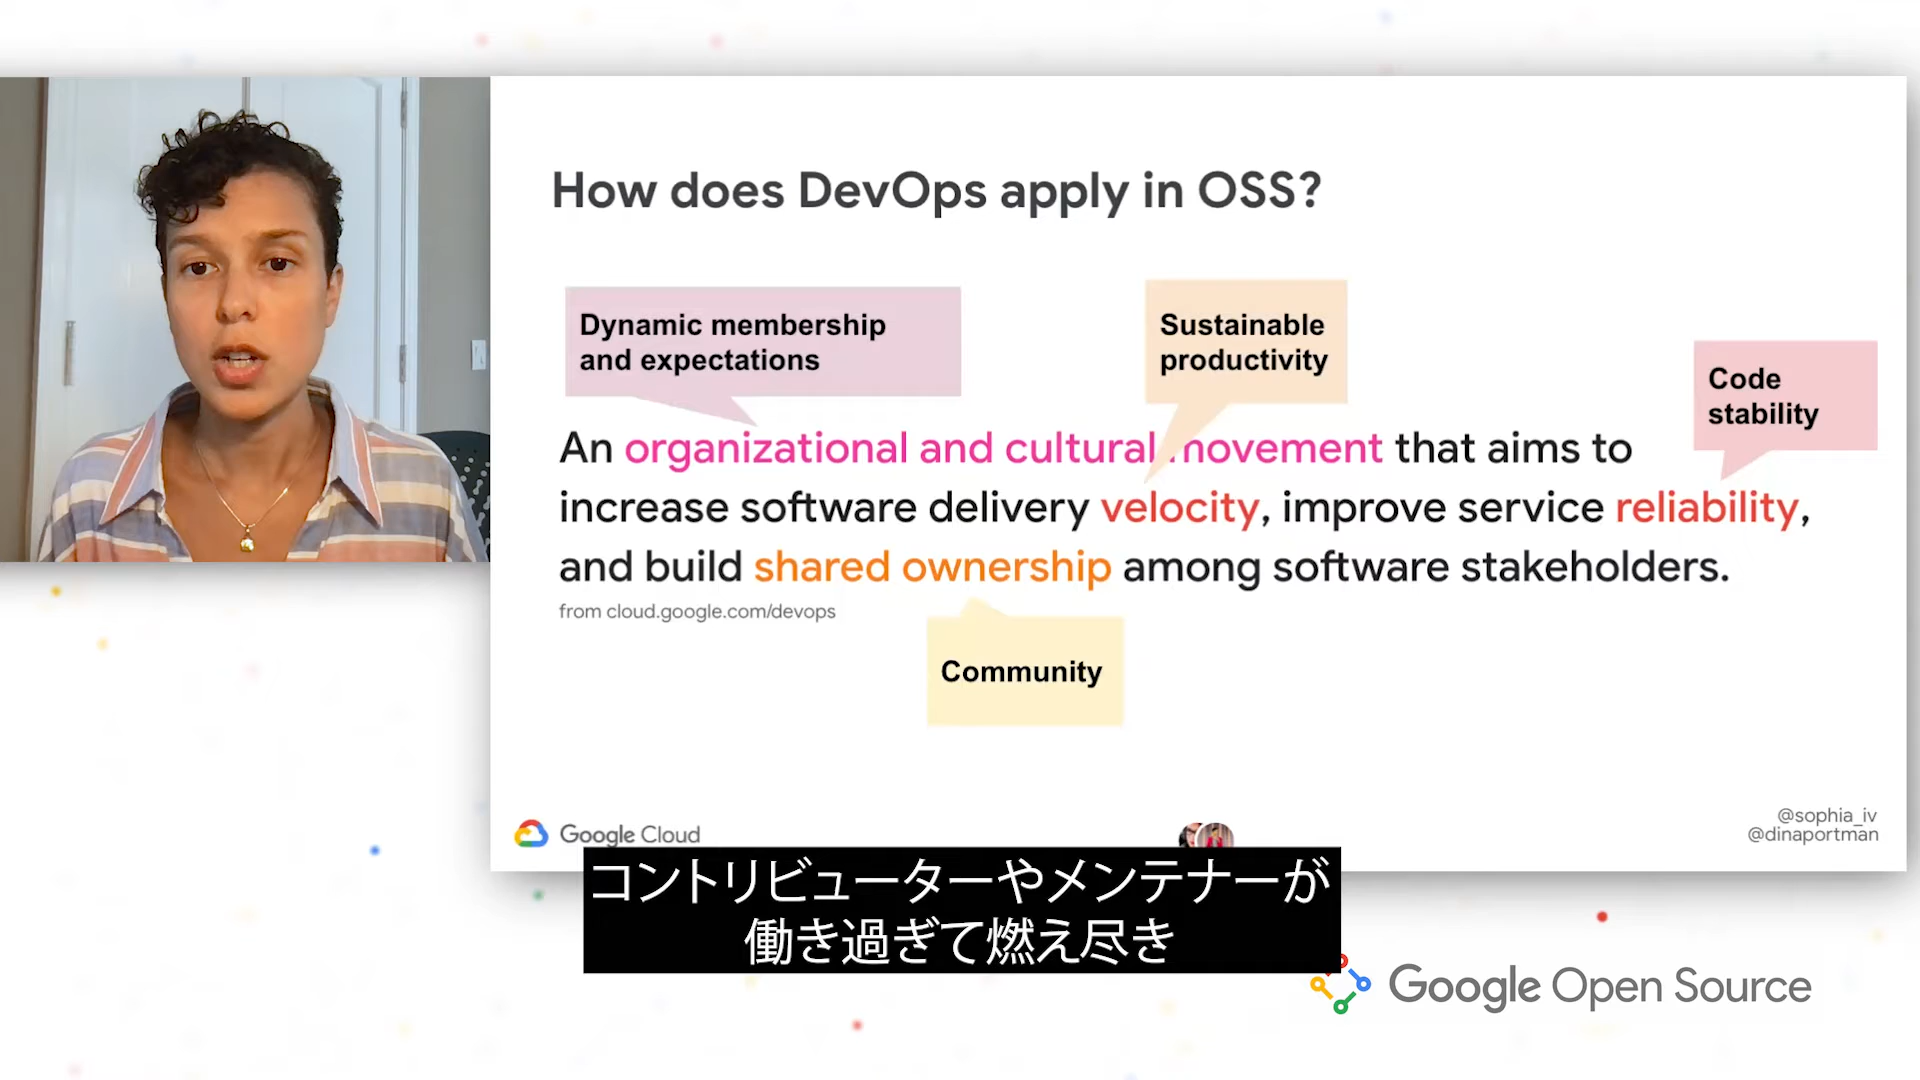 How does DevOps apply in OSS?
Dynamic membership
and expectations
Sustainable
productivity
Code
stability
An organizational and cultural movement that aims to
increase software delivery velocity, improve service reliability,
and build shared ownership among software stakeholders.
from cloud.google.com/devops
Community
Google Cloud
@sophia_iv
@dinaportman
コントリビューターやメンテナーが
働き過ぎて燃え尽き
Google Open Source